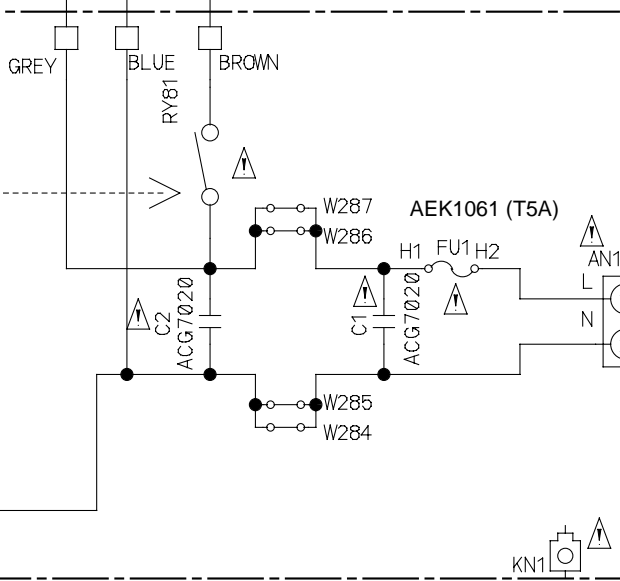 GREY
BLUE
BROWN
RY81
W287
W286
AEK1061 (T5A)
H1 FU1 H2
AN1
L
N
C2
ACG7020
C1
ACG7020
W285
W284
KN1